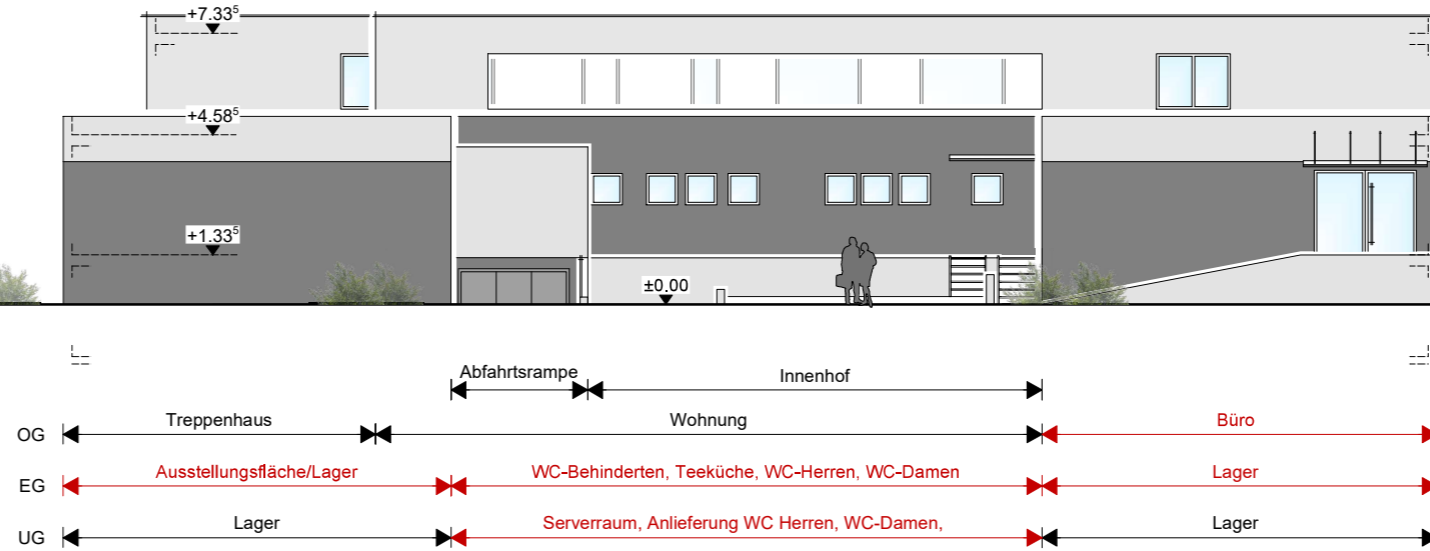 +7.33⁵
+4.58⁵
+1.33⁵
±0.00
Abfahrtsrampe Innenhof
OG Treppenhaus Wohnung Büro
EG Ausstellungsfläche/Lager WC-Behinderten, Teeküche, WC-Herren, WC-Damen Lager
UG Lager Serverraum, Anlieferung WC Herren, WC-Damen, Lager